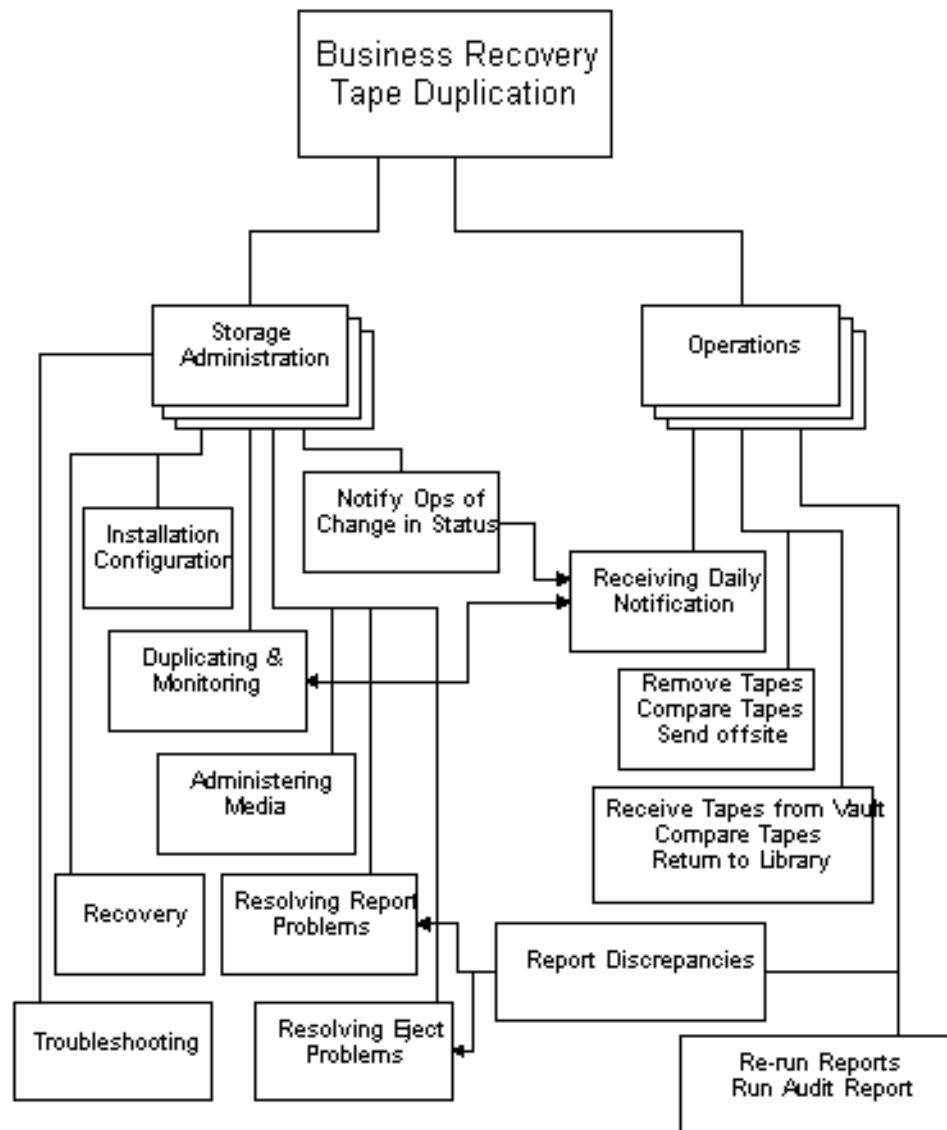 Business Recovery
Tape Duplication
Storage
Administration
Operations
Notify Ops of
Change in Status
Installation
Configuration
Receiving Daily
Notification
Duplicating &
Monitoring
Remove Tapes
Compare Tapes
Send offsite
Administering
Media
Receive Tapes from Vault
Compare Tapes
Return to Library
Recovery
Resolving Report
Problems
Report Discrepancies
Troubleshooting
Resolving Eject
Problems
Re-run Reports
Run Audit Report